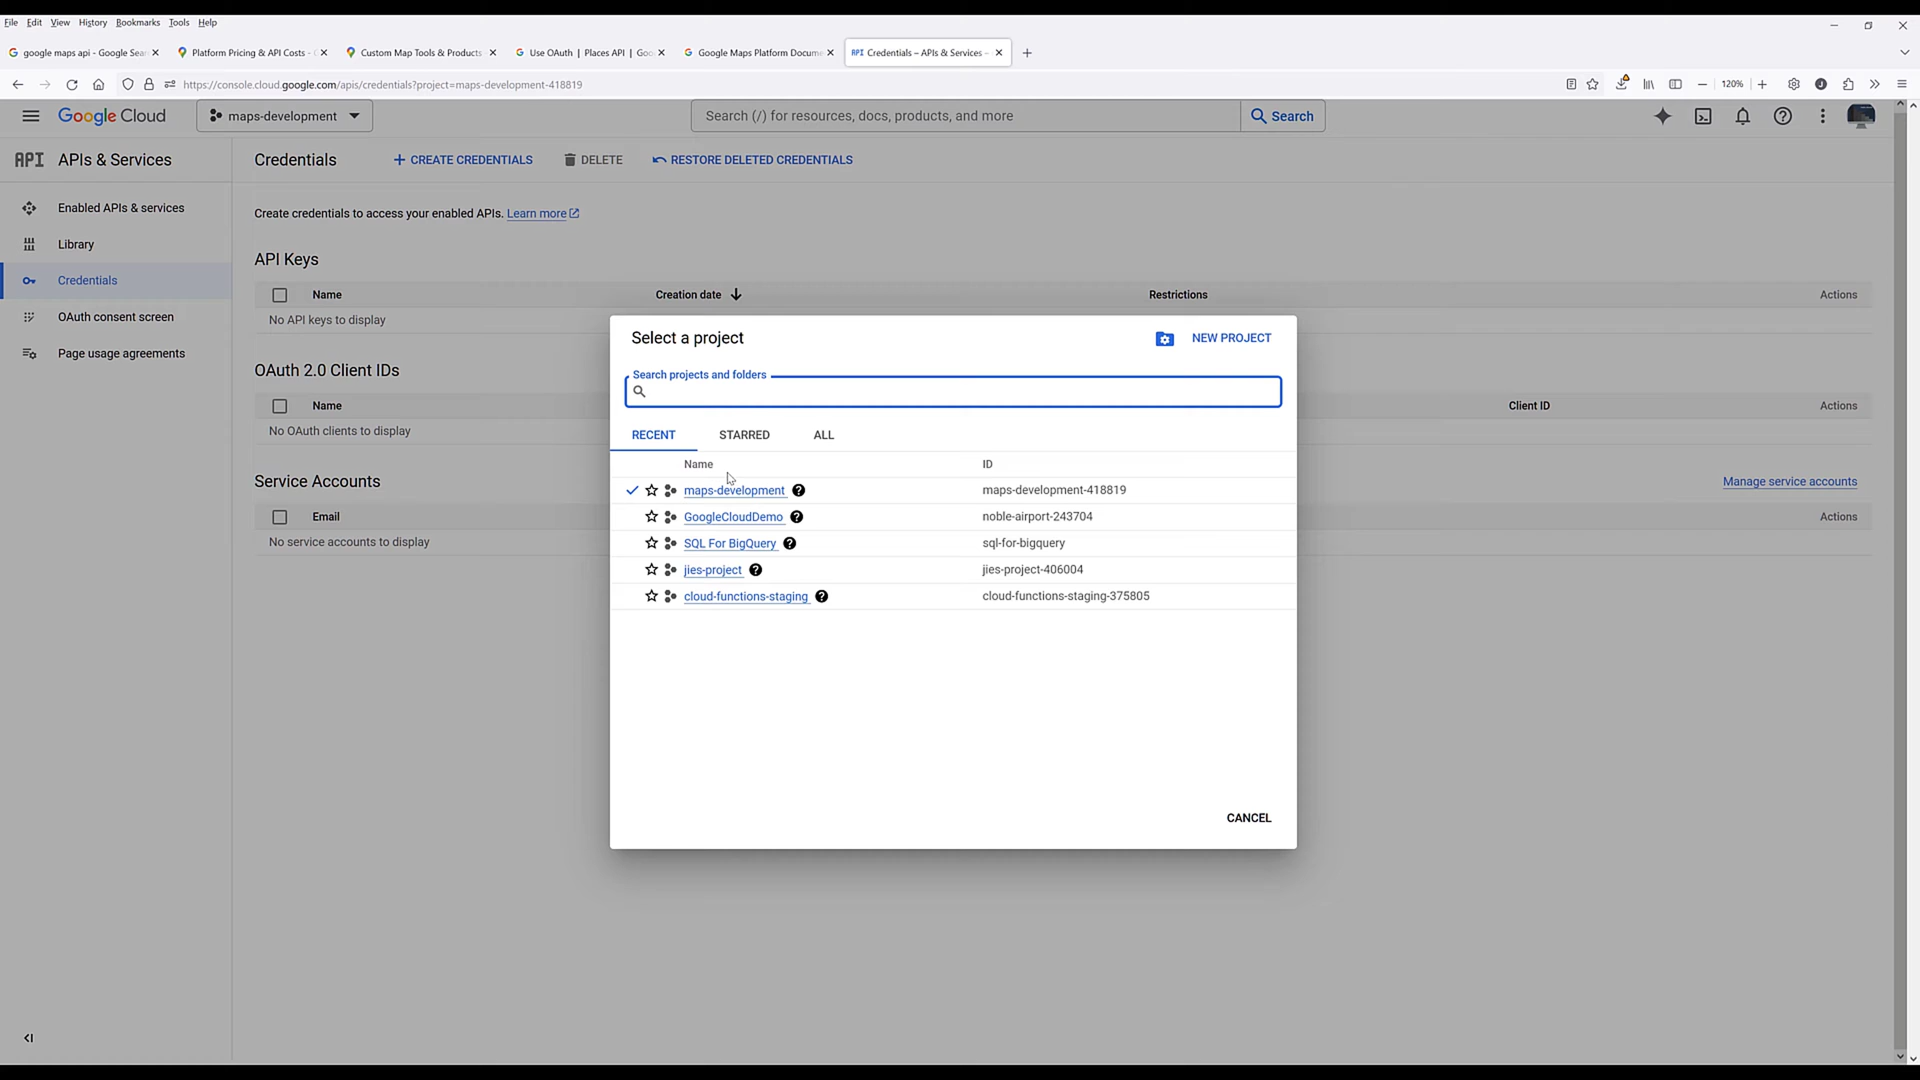 File Edit View History Bookmarks Tools Help
google maps api - Google Sea
Platform Pricing & API Costs -
Custom Map Tools & Products
Use OAuth | Places API | Goo
Google Maps Platform Docume
API Credentials – APIs & Services –
https://console.cloud.google.com/apis/credentials?project=maps-development-418819
120%
Google Cloud
maps-development
Search (/) for resources, docs, products, and more
Search
API APIs & Services
Credentials
CREATE CREDENTIALS
DELETE
RESTORE DELETED CREDENTIALS
Enabled APIs & services
Library
Credentials
OAuth consent screen
Page usage agreements
Create credentials to access your enabled APIs. Learn more
API Keys
Name Creation date Restrictions Actions
No API keys to display
OAuth 2.0 Client IDs
Name Client ID Actions
No OAuth clients to display
Service Accounts
Manage service accounts
Email Actions
No service accounts to display
Select a project
NEW PROJECT
Search projects and folders
RECENT STARRED ALL
Name ID
maps-development maps-development-418819
GoogleCloudDemo noble-airport-243704
SQL For BigQuery sql-for-bigquery
jies-project jies-project-406004
cloud-functions-staging cloud-functions-staging-375805
CANCEL